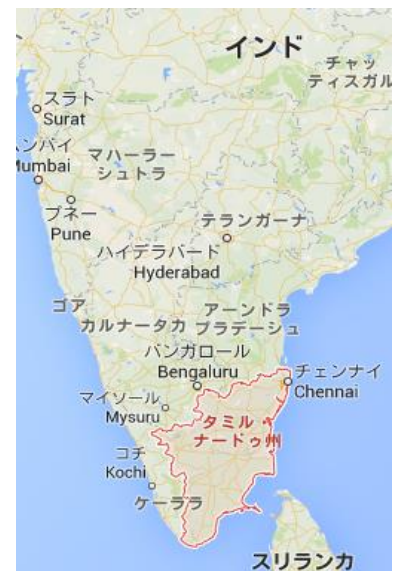 インド
チャッ
ティスガル
スラト
Surat
ンバイ
Mumbai
マハーラー
シュトラ
プネー
Pune
テランガーナ
ハイデラバード
Hyderabad
ゴア
アーンドラ
カルナータカ プラデーシュ
バンガロール
Bengaluru
チェンナイ
Chennai
マイソール
Mysuru
タミル・
ナードゥ州
コチ
Kochi
ケーララ
スリランカ